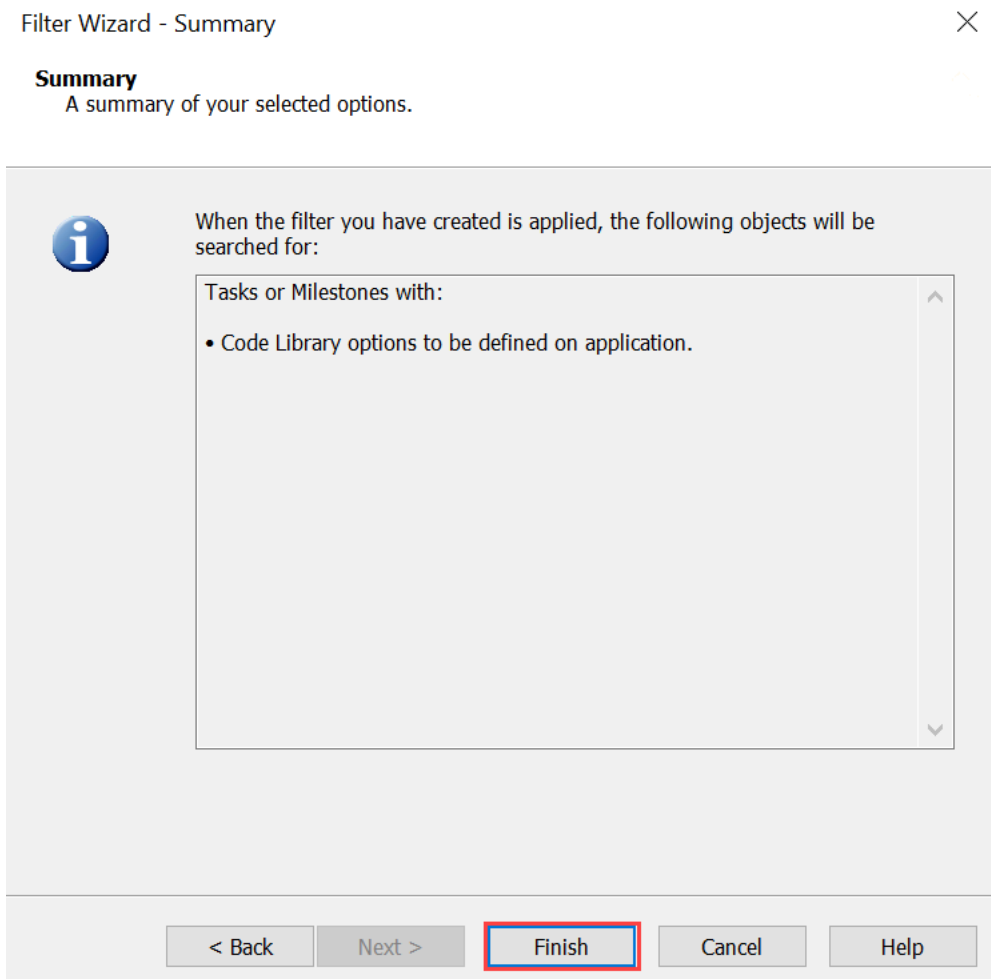 Filter Wizard - Summary
Summary
A summary of your selected options.
When the filter you have created is applied, the following objects will be
searched for:
Tasks or Milestones with:
• Code Library options to be defined on application.
< Back
Next >
Finish
Cancel
Help